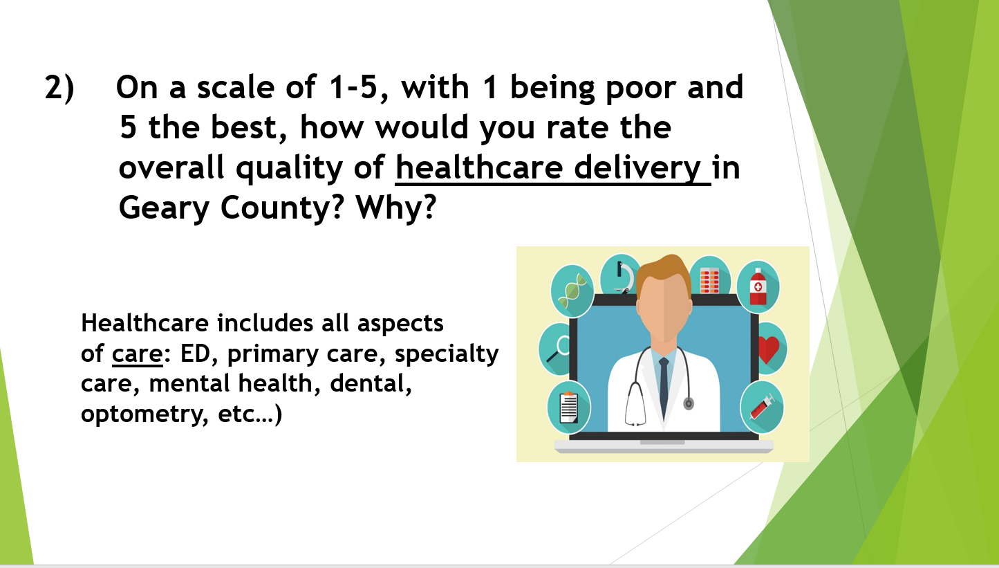 2) On a scale of 1-5, with 1 being poor and
5 the best, how would you rate the
overall quality of healthcare delivery in
Geary County? Why?
Healthcare includes all aspects
of care: ED, primary care, specialty
care, mental health, dental,
optometry, etc…)